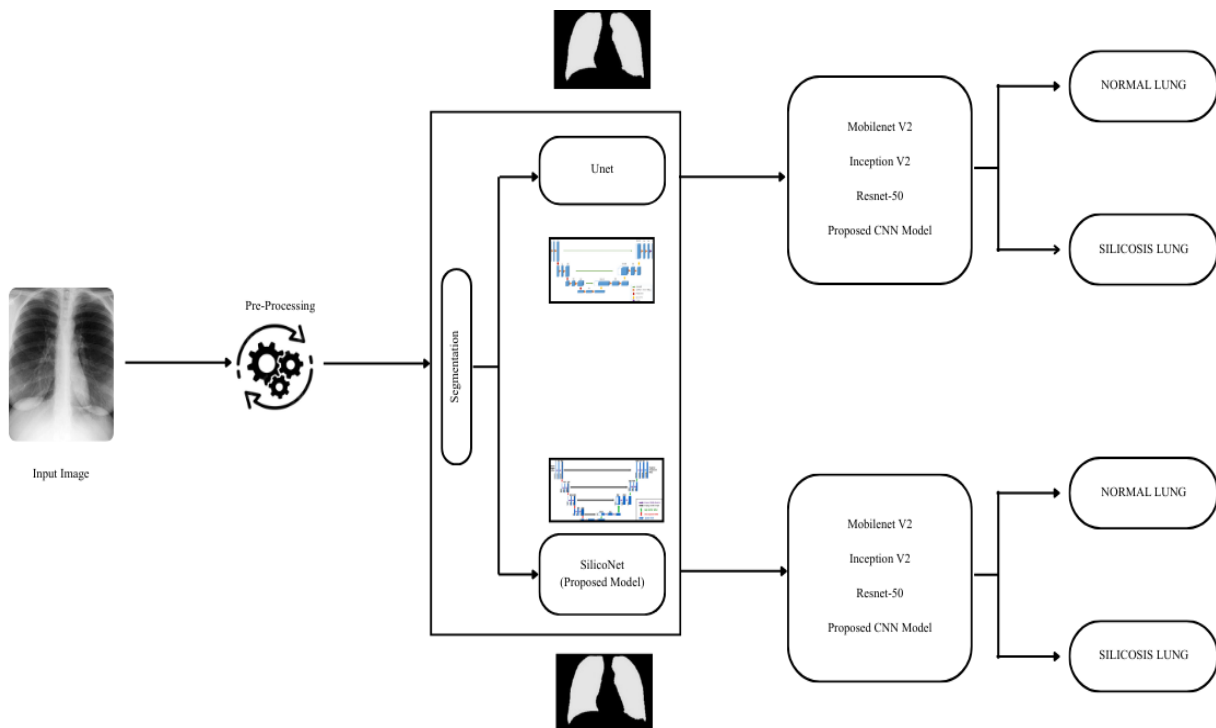 Input Image
Pre-Processing
Segmentation
Unet
SilicoNet
(Proposed Model)
Mobilenet V2
Inception V2
Resnet-50
Proposed CNN Model
NORMAL LUNG
SILICOSIS LUNG
Mobilenet V2
Inception V2
Resnet-50
Proposed CNN Model
NORMAL LUNG
SILICOSIS LUNG